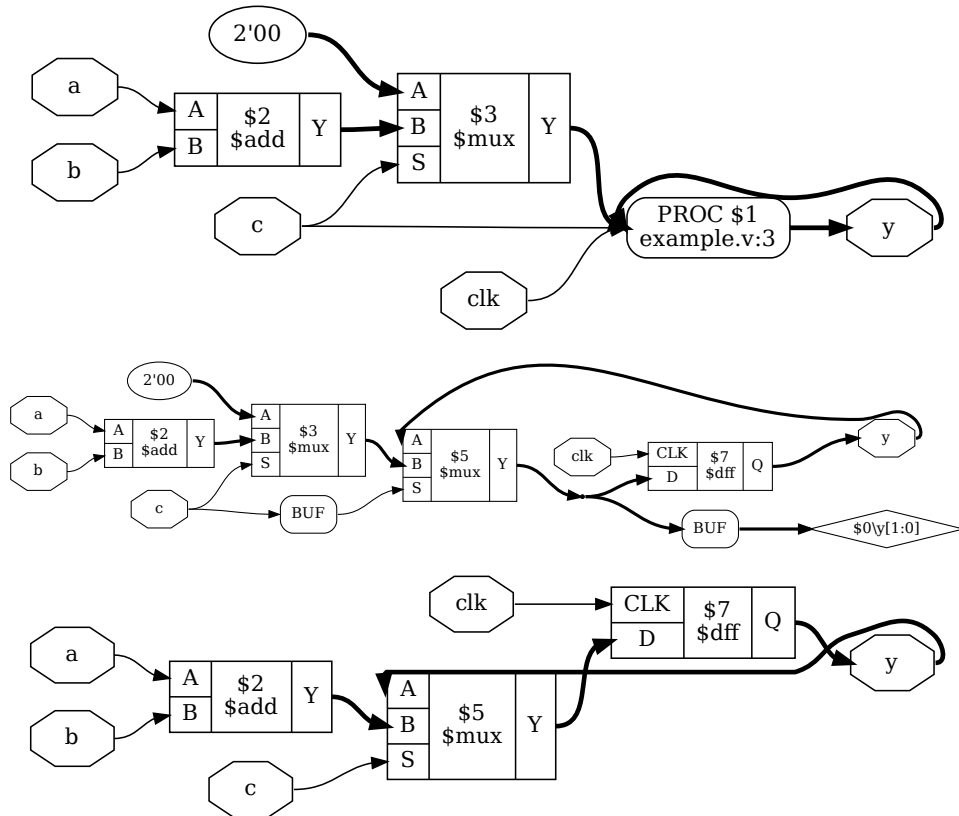 2'00
a
b
A
B
$2
$add
Y
A
B
S
$3
$mux
Y
c
clk
PROC $1
example.v:3
y
2'00
a
b
A
B
$2
$add
Y
A
B
S
$3
$mux
Y
c
BUF
A
B
S
$5
$mux
Y
clk
CLK
D
$7
$dff
Q
y
BUF
$0\y[1:0]
clk
CLK
D
$7
$dff
Q
y
a
b
A
B
$2
$add
Y
A
B
S
$5
$mux
Y
c